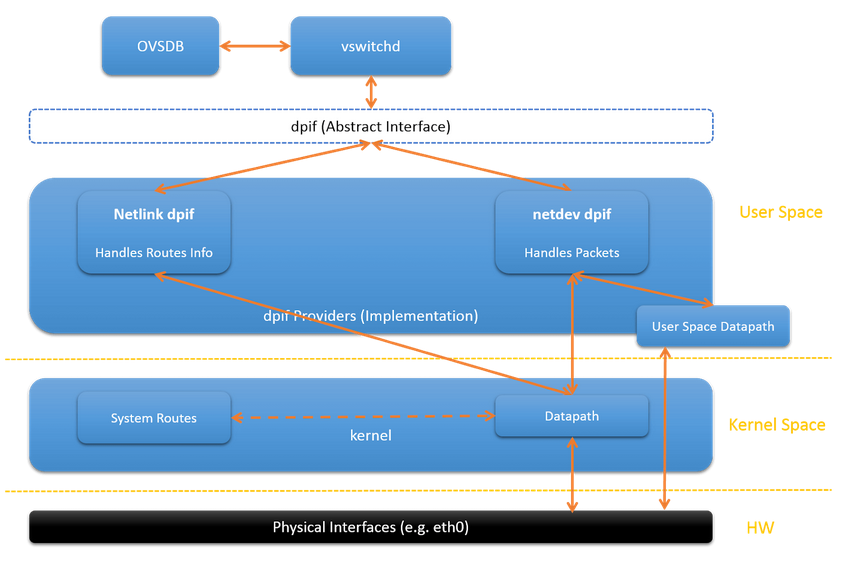 OVSDB
vswitchd
dpif (Abstract Interface)
Netlink dpif
Handles Routes Info
netdev dpif
Handles Packets
User Space
dpif Providers (Implementation)
User Space Datapath
System Routes
Datapath
kernel
Kernel Space
Physical Interfaces (e.g. eth0)
HW